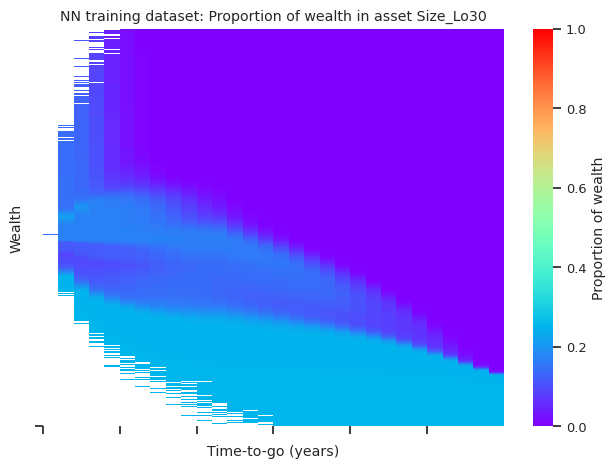 NN training dataset: Proportion of wealth in asset Size_Lo30
1.0
0.8
0.6
0.4
0.2
0.0
Proportion of wealth
Wealth
Time-to-go (years)